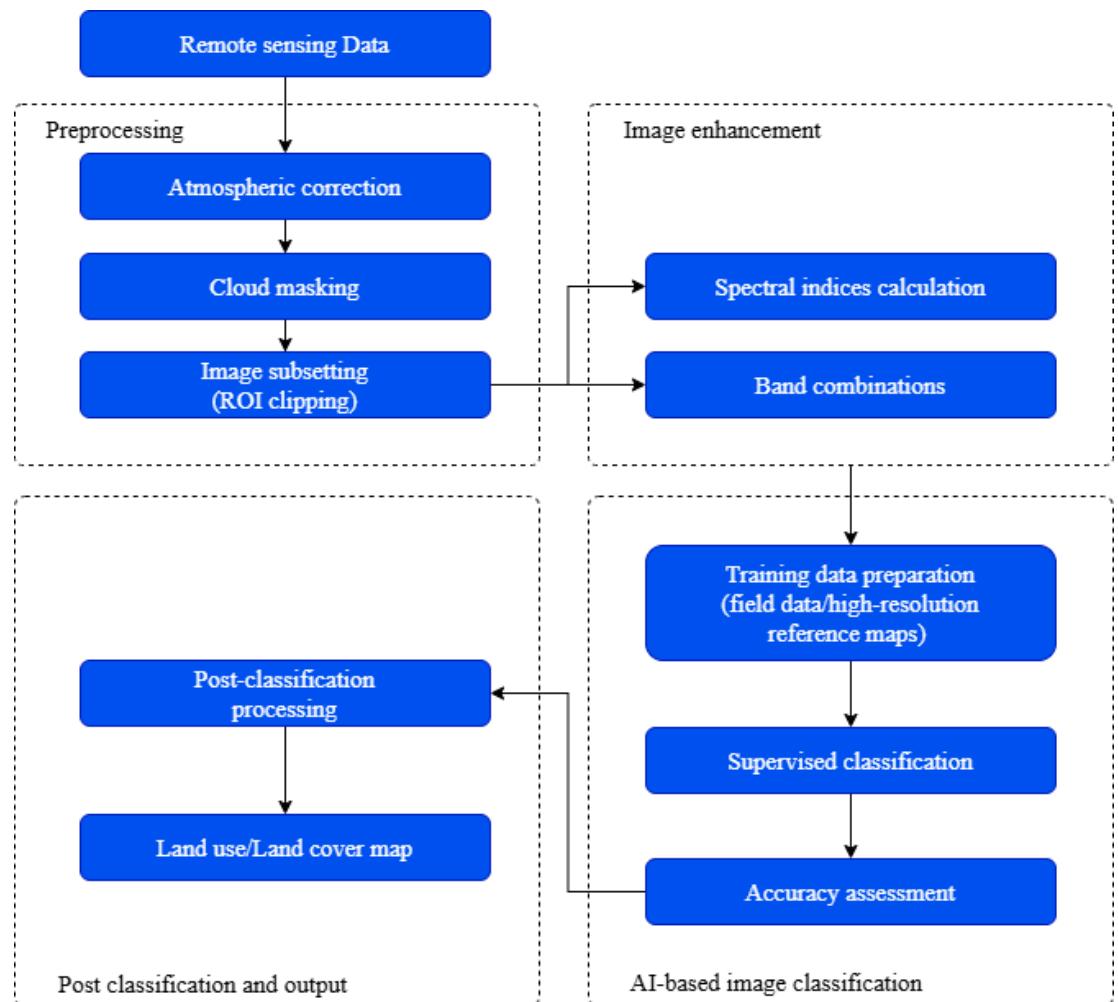 Remote sensing Data
Preprocessing
Atmospheric correction
Cloud masking
Image subsetting
(ROI clipping)
Image enhancement
Spectral indices calculation
Band combinations
Training data preparation
(field data/high-resolution
reference maps)
Supervised classification
Accuracy assessment
AI-based image classification
Post-classification
processing
Land use/Land cover map
Post classification and output